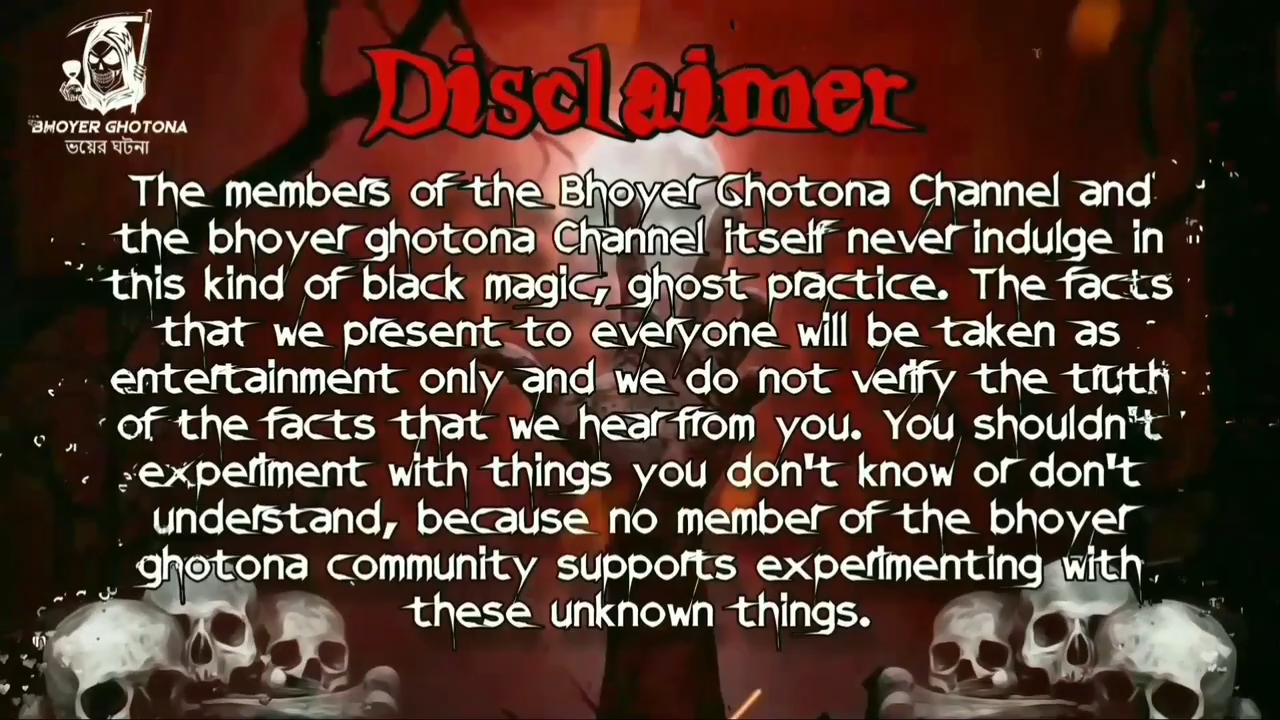 BHOYER GHOTONA
ভয়ের ঘটনা
Disclaimer
The members of the Bhoyer Ghotona Channel and
the bhoyer ghotona Channel itself never indulge in
this kind of black magic, ghost practice. The facts
that we present to everyone will be taken as
entertainment only and we do not verify the truth
of the facts that we hear from you. You shouldn't
experiment with things you don't know or don't
understand, because no member of the bhoyer
ghotona community supports experimenting with
these unknown things.